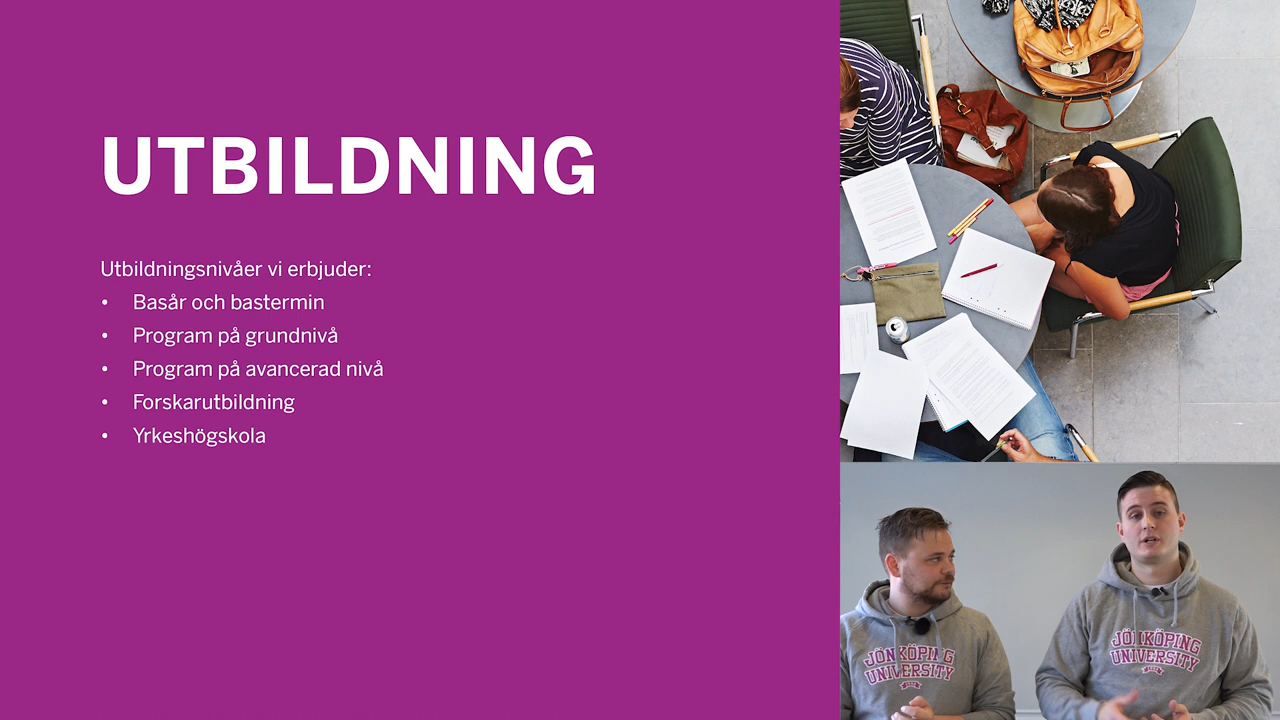 UTBILDNING
Utbildningsnivåer vi erbjuder:
• Basår och bastermin
• Program på grundnivå
• Program på avancerad nivå
• Forskarutbildning
• Yrkeshögskola
JÖNKÖPING
UNIVERSITY
JÖNKÖPING
UNIVERSITY